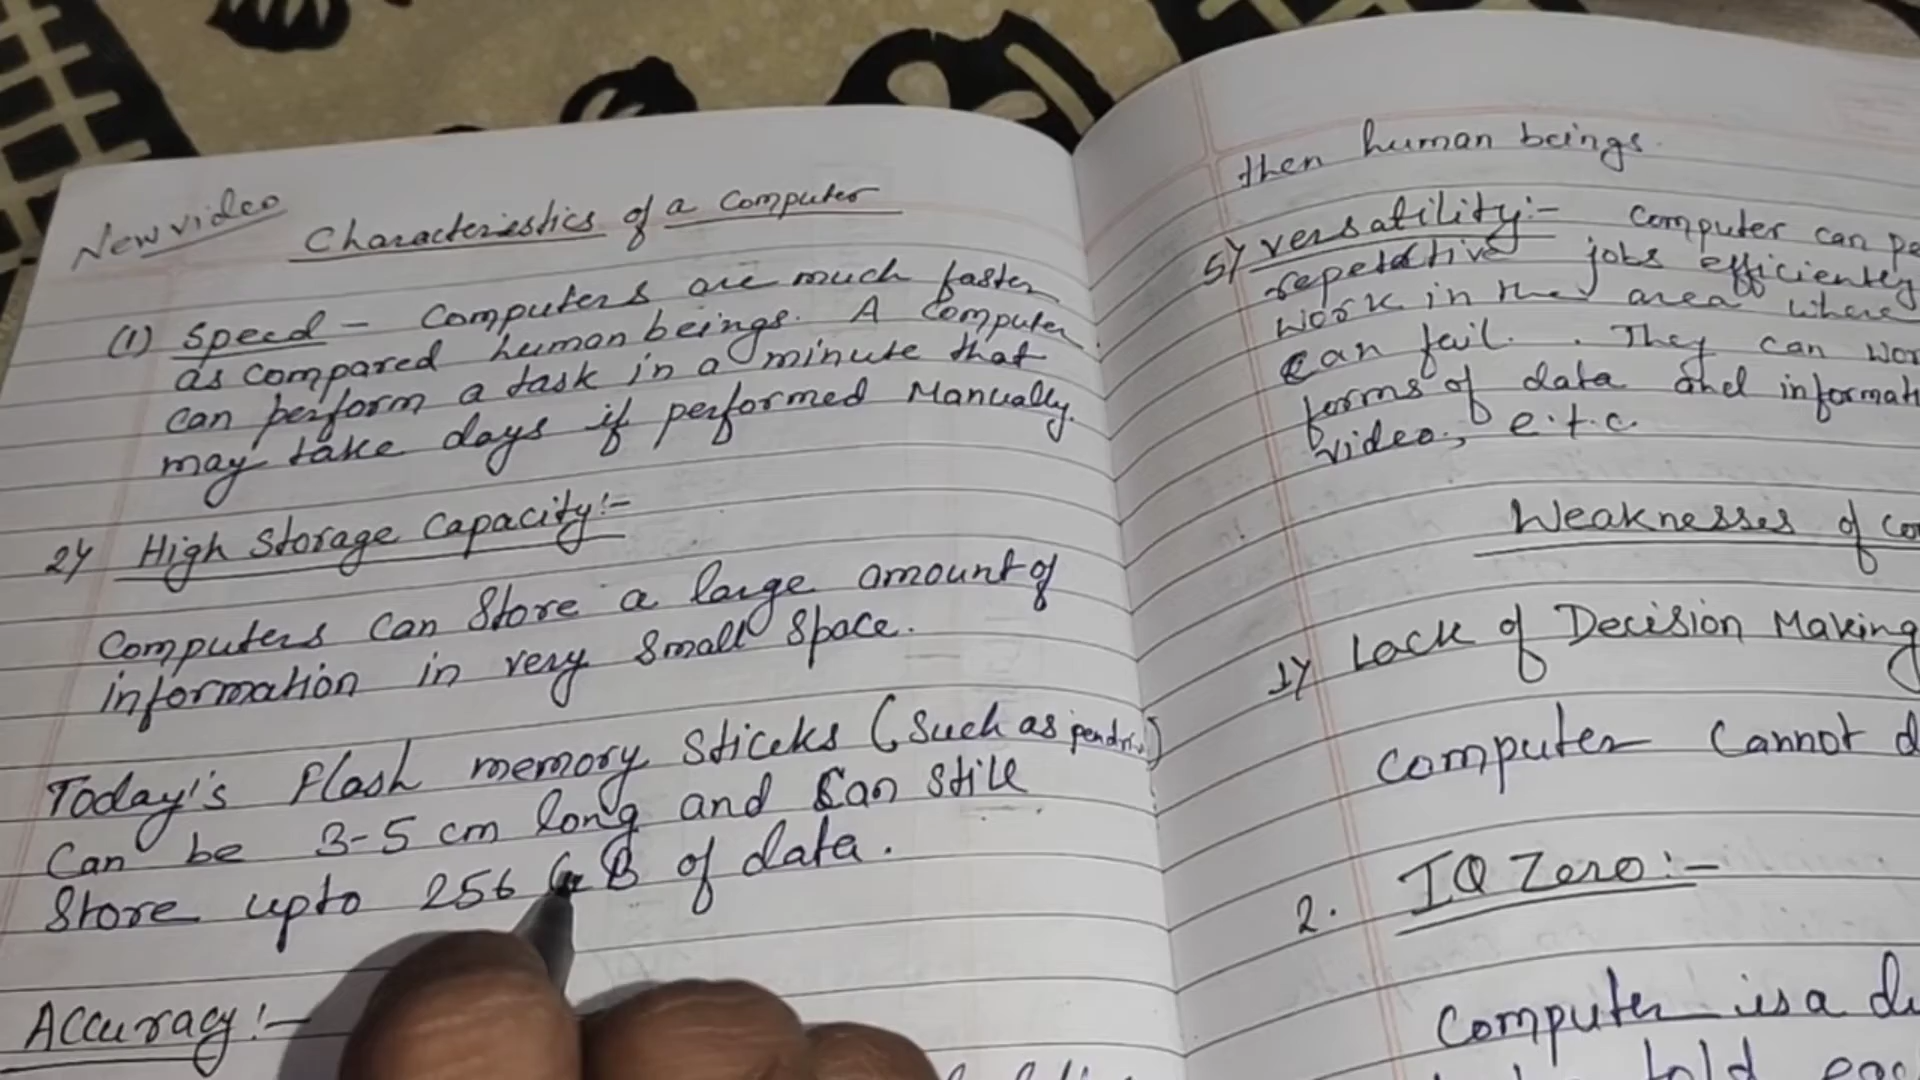 New video
Characteristics of a Computer
(1) Speed - Computers are much faster
as compared human beings. A Computer
can perform a task in a minute that
may take days if performed Manually.
2) High Storage Capacity:-
Computers can Store a large amount of
information in very Small Space.
Today's Flash memory Sticks (Such as
Can be 3-5 cm long and Can still
Store upto 256 GB of data.
Accuracy:-
then human beings.
5) Versatility:- Computer can
jobs efficiently
work in the area where
can fail. They can
forms of data and
video, e.t.c.
Weaknesses of
1) Lack of Decision Making
Computer Cannot
2. IQ Zero:-
Computer is a
told